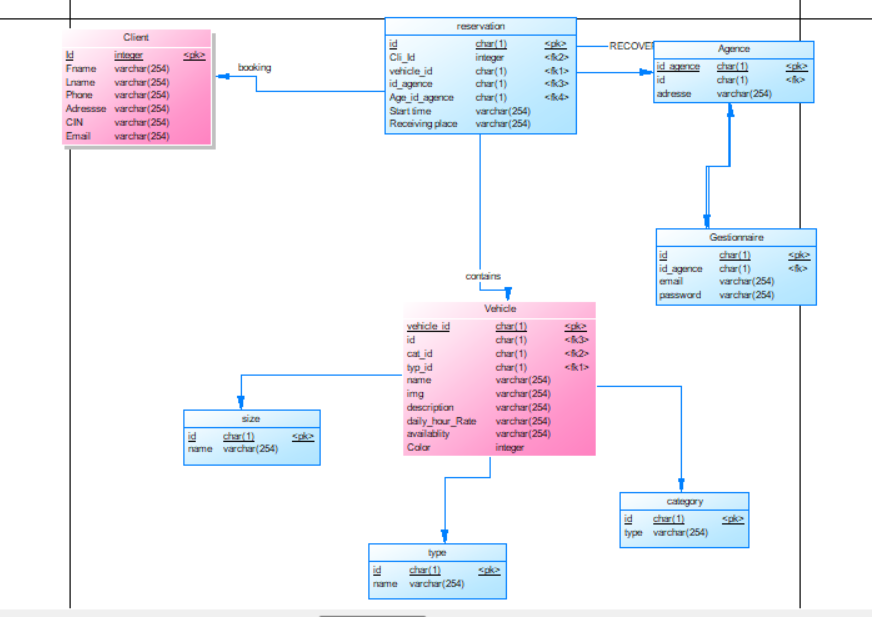 Client
Id integer <pk>
Fname varchar(254)
Lname varchar(254)
Phone varchar(254)
Adressse varchar(254)
CIN varchar(254)
Email varchar(254)
booking
reservation
id char(1) <pk>
Cli_Id integer <fk2>
vehicle_id char(1) <fk1>
id_agence char(1) <fk3>
Age_id_agence char(1) <fk4>
Start time varchar(254)
Receiving place varchar(254)
RECOVER
Agence
id_agence char(1) <pk>
id char(1) <fk>
adresse varchar(254)
Gestionnaire
id char(1) <pk>
id_agence char(1) <fk>
email varchar(254)
password varchar(254)
contains
Vehicle
vehicle_id char(1) <pk>
id char(1) <fk3>
cat_id char(1) <fk2>
typ_id char(1) <fk1>
name varchar(254)
img varchar(254)
description varchar(254)
daily_hour_Rate varchar(254)
availablity varchar(254)
Color integer
size
id char(1) <pk>
name varchar(254)
category
id char(1) <pk>
type varchar(254)
type
id char(1) <pk>
name varchar(254)